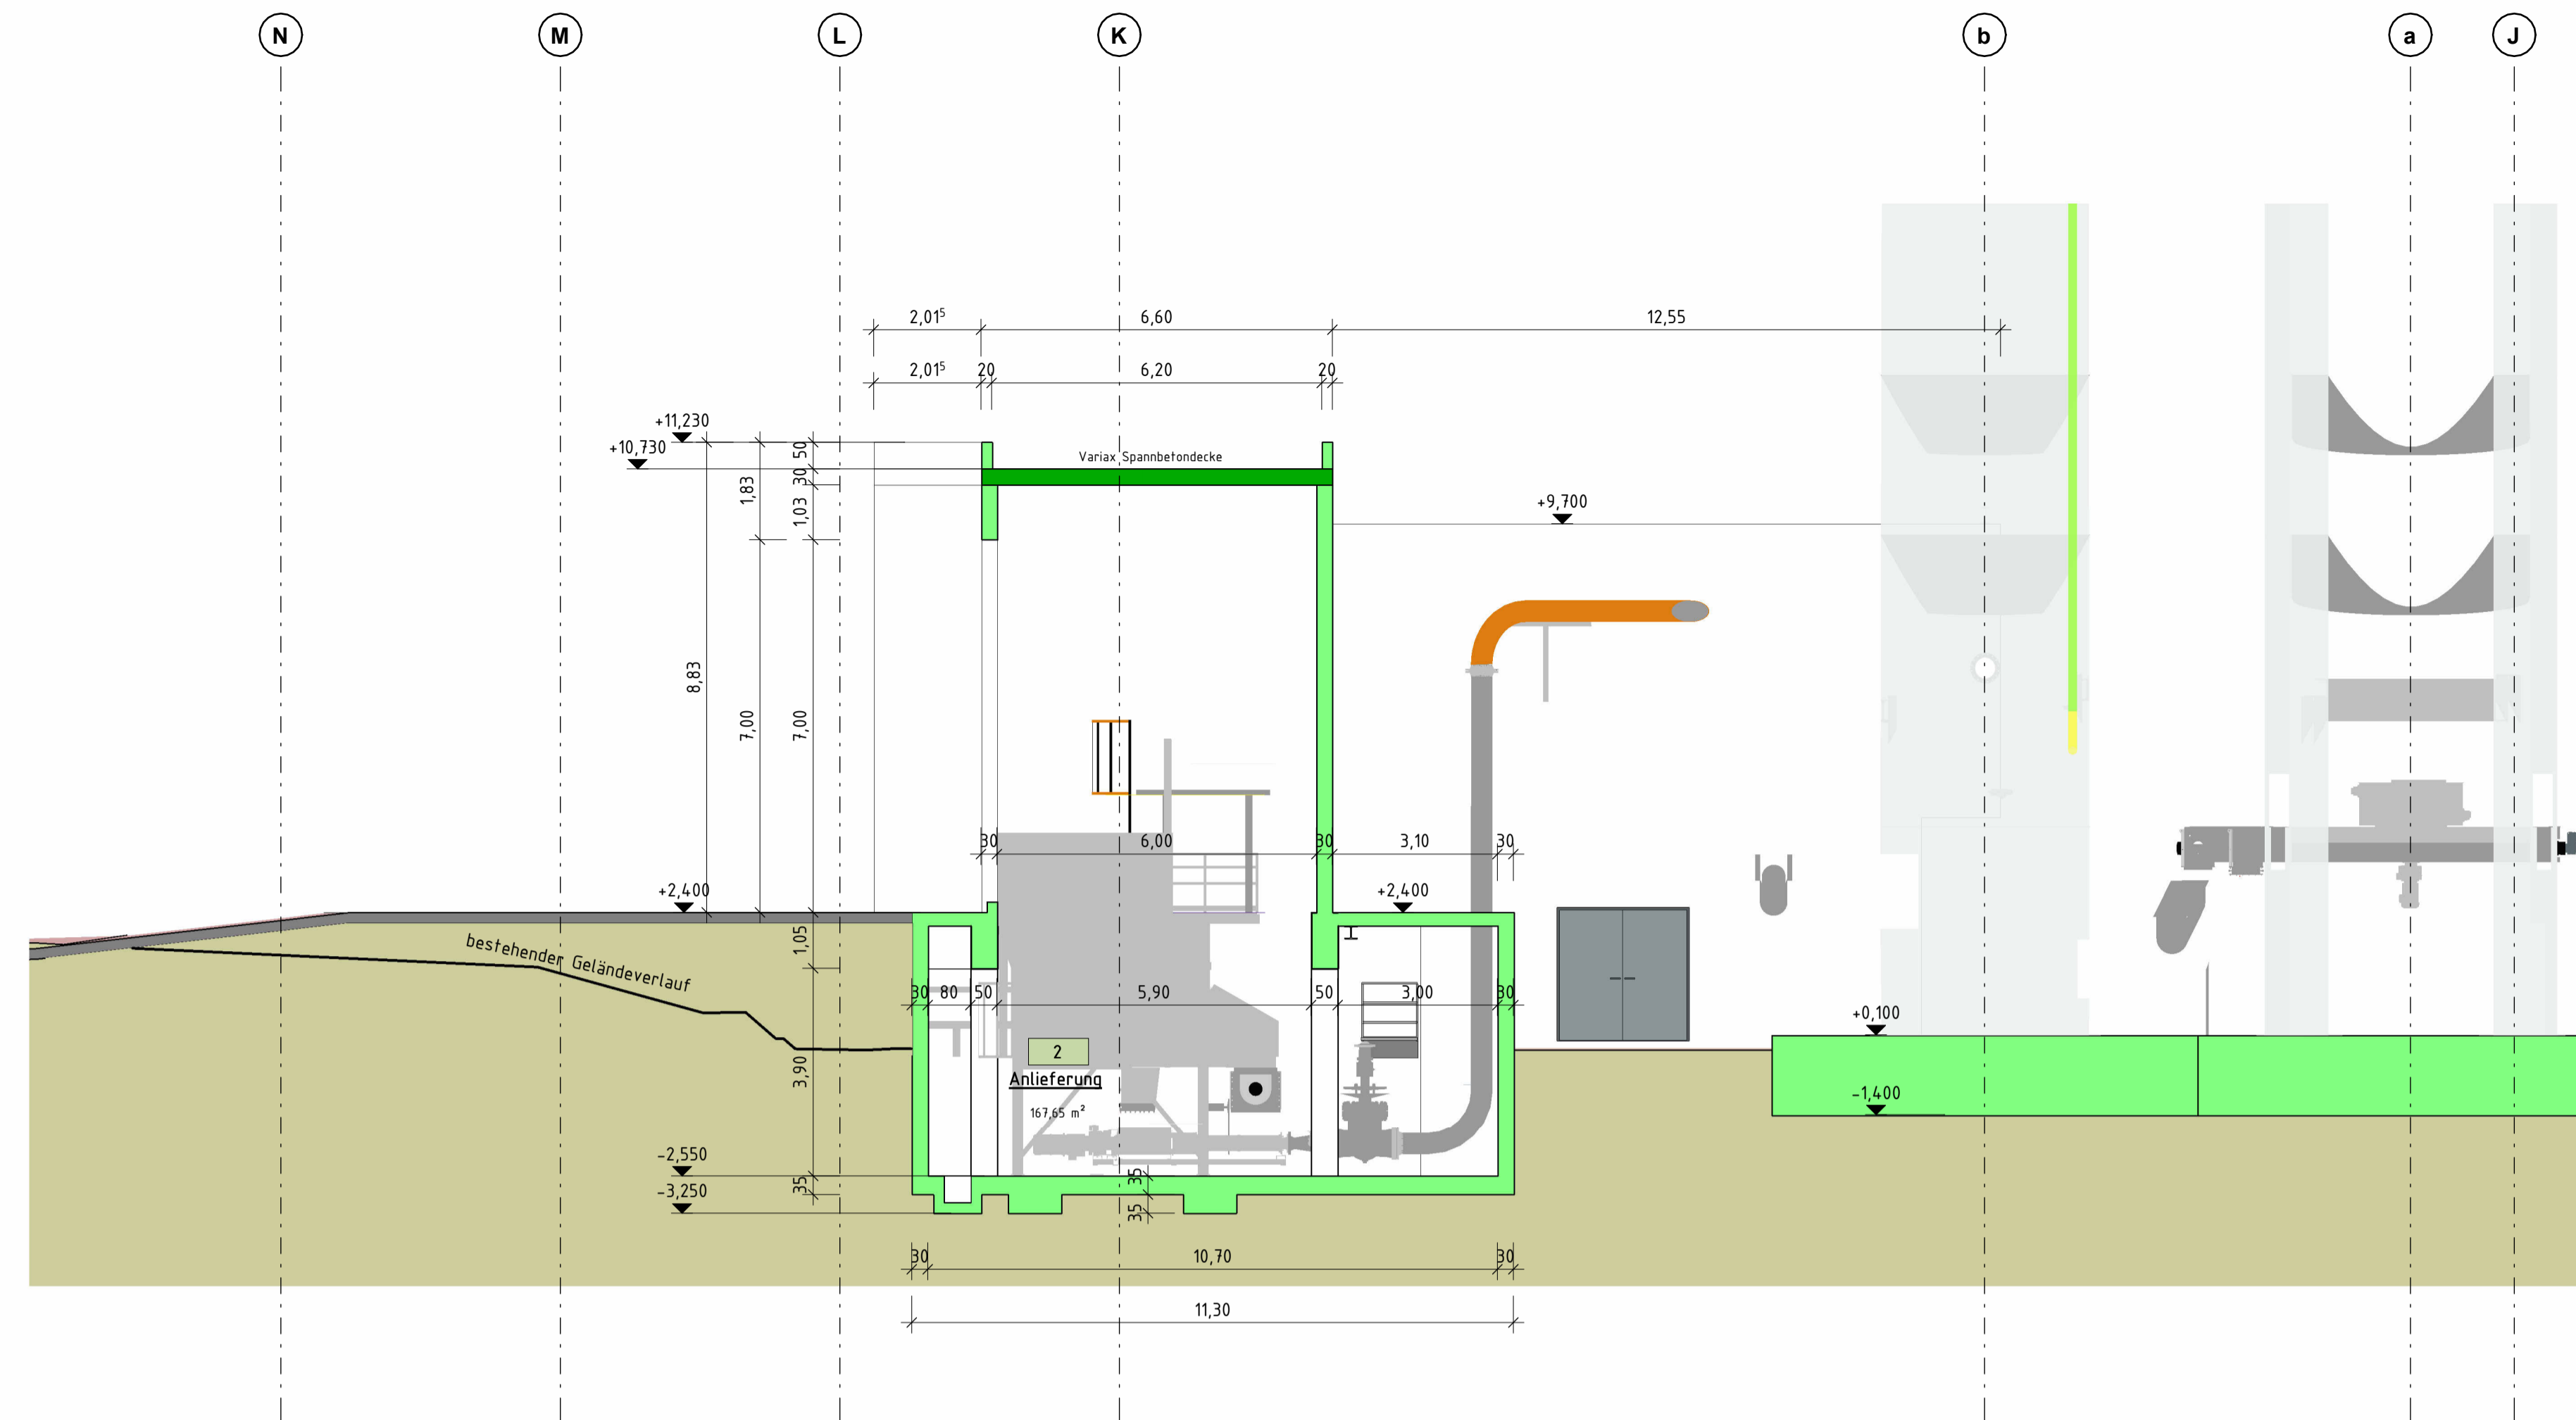 N M L K b a J
2,01⁵ 6,60 12,55
2,01⁵ 20 6,20 20
+11,230
+10,730
50
30
1,03
1,83
Variax Spannbetondecke
+9,700
8,83
7,00
7,00
30 6,00 30 3,10 30
+2,400
+2,400
1,05
bestehender Geländeverlauf
30 80 50 5,90 50 3,00 30
+0,100
2
Anlieferung
167,65 m²
3,90
-1,400
-2,550
-3,250
35
35
35
30 10,70 30
11,30